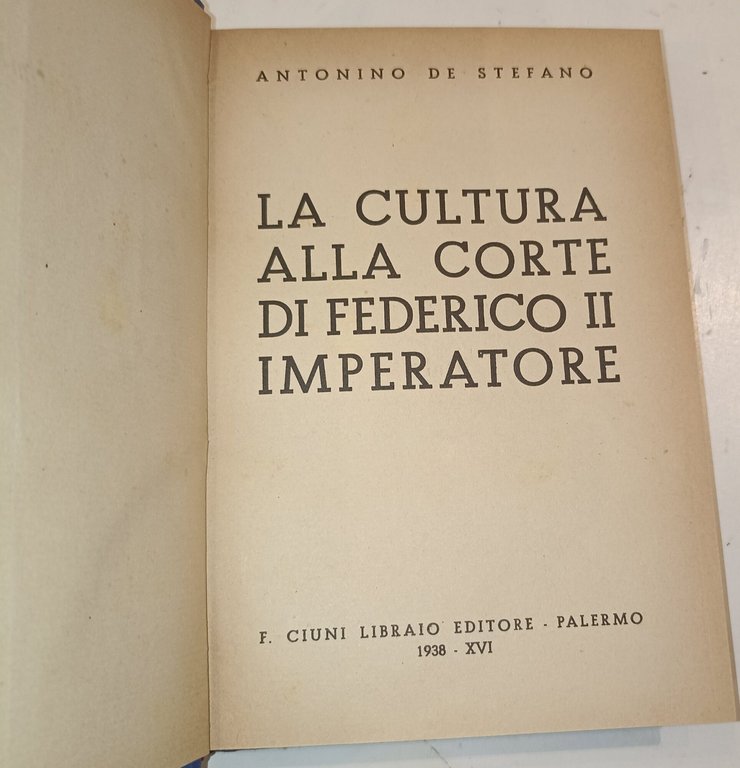 ANTONINO DE STEFANO
LA CULTURA
ALLA CORTE
DI FEDERICO II
IMPERATORE
F. CIUNI LIBRAIO EDITORE - PALERMO
1938 - XVI